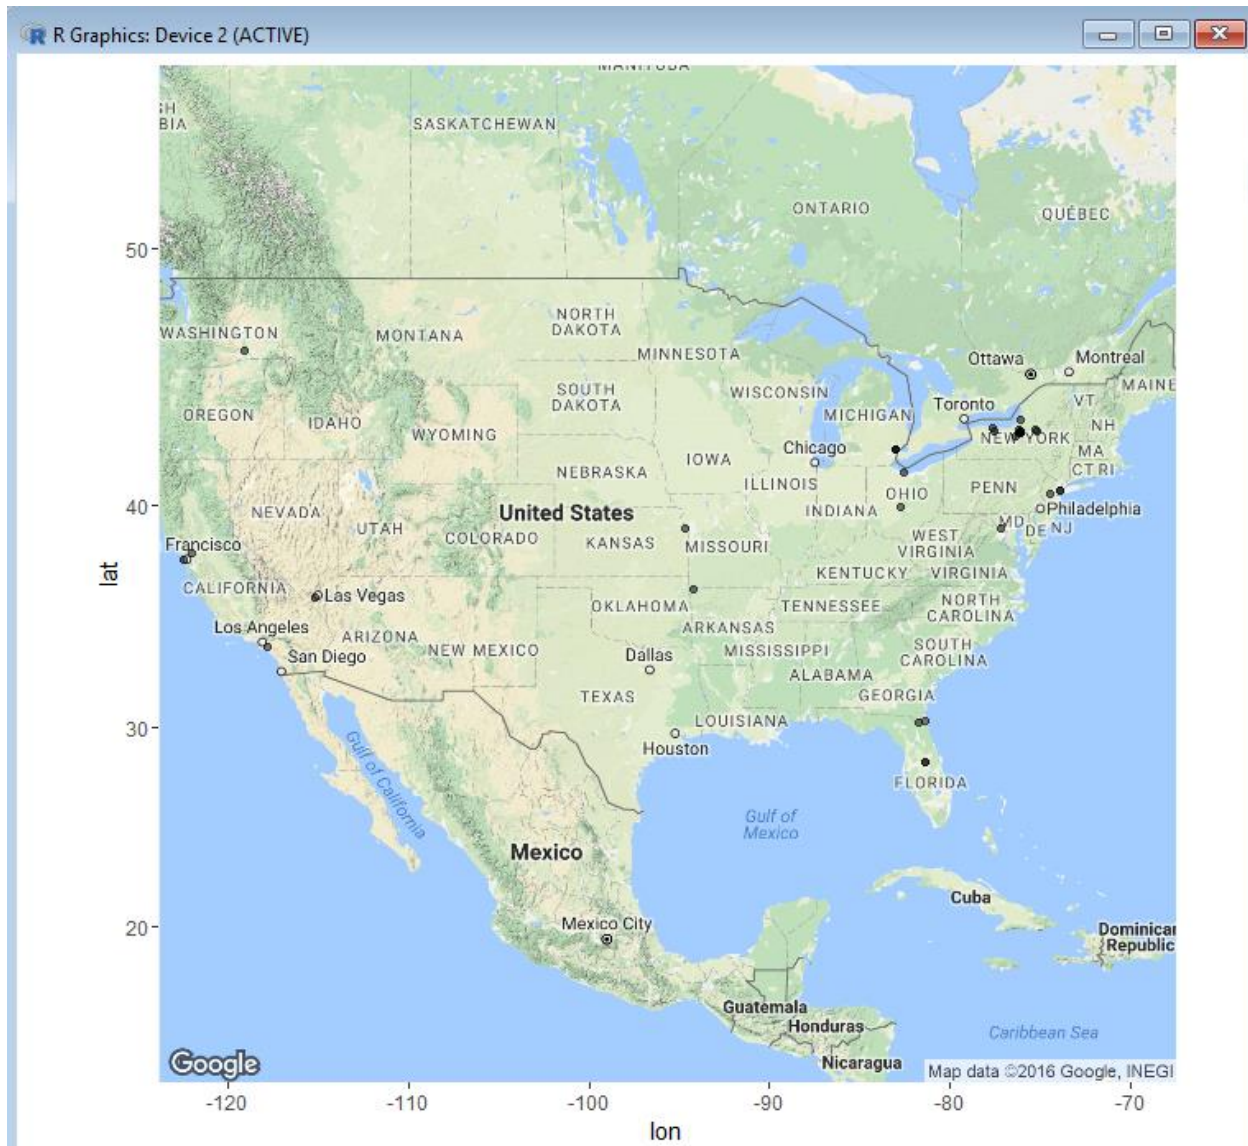 R Graphics: Device 2 (ACTIVE)
MANITOBA
SH
BIA
SASKATCHEWAN
ONTARIO
QUÉBEC
50
WASHINGTON
MONTANA
NORTH
DAKOTA
MINNESOTA
Ottawa
Montreal
MAINE
OREGON
IDAHO
SOUTH
DAKOTA
WISCONSIN
MICHIGAN
Toronto
VT
NH
WYOMING
NEW YORK
MA
CT RI
Chicago
IOWA
NEBRASKA
ILLINOIS
INDIANA
OHIO
PENN
40
NEVADA
UTAH
COLORADO
United States
KANSAS
MISSOURI
WEST
VIRGINIA
MD
DE
NJ
Philadelphia
Francisco
CALIFORNIA
Las Vegas
KENTUCKY
VIRGINIA
lat
OKLAHOMA
TENNESSEE
NORTH
CAROLINA
Los Angeles
ARIZONA
NEW MEXICO
ARKANSAS
MISSISSIPPI
SOUTH
CAROLINA
San Diego
Dallas
ALABAMA
TEXAS
GEORGIA
30
LOUISIANA
Houston
Gulf of California
FLORIDA
Gulf of
Mexico
Mexico
Cuba
20
Mexico City
Dominican
Republic
Guatemala
Honduras
Caribbean Sea
Nicaragua
Google
Map data ©2016 Google, INEGI
-120
-110
-100
-90
-80
-70
lon